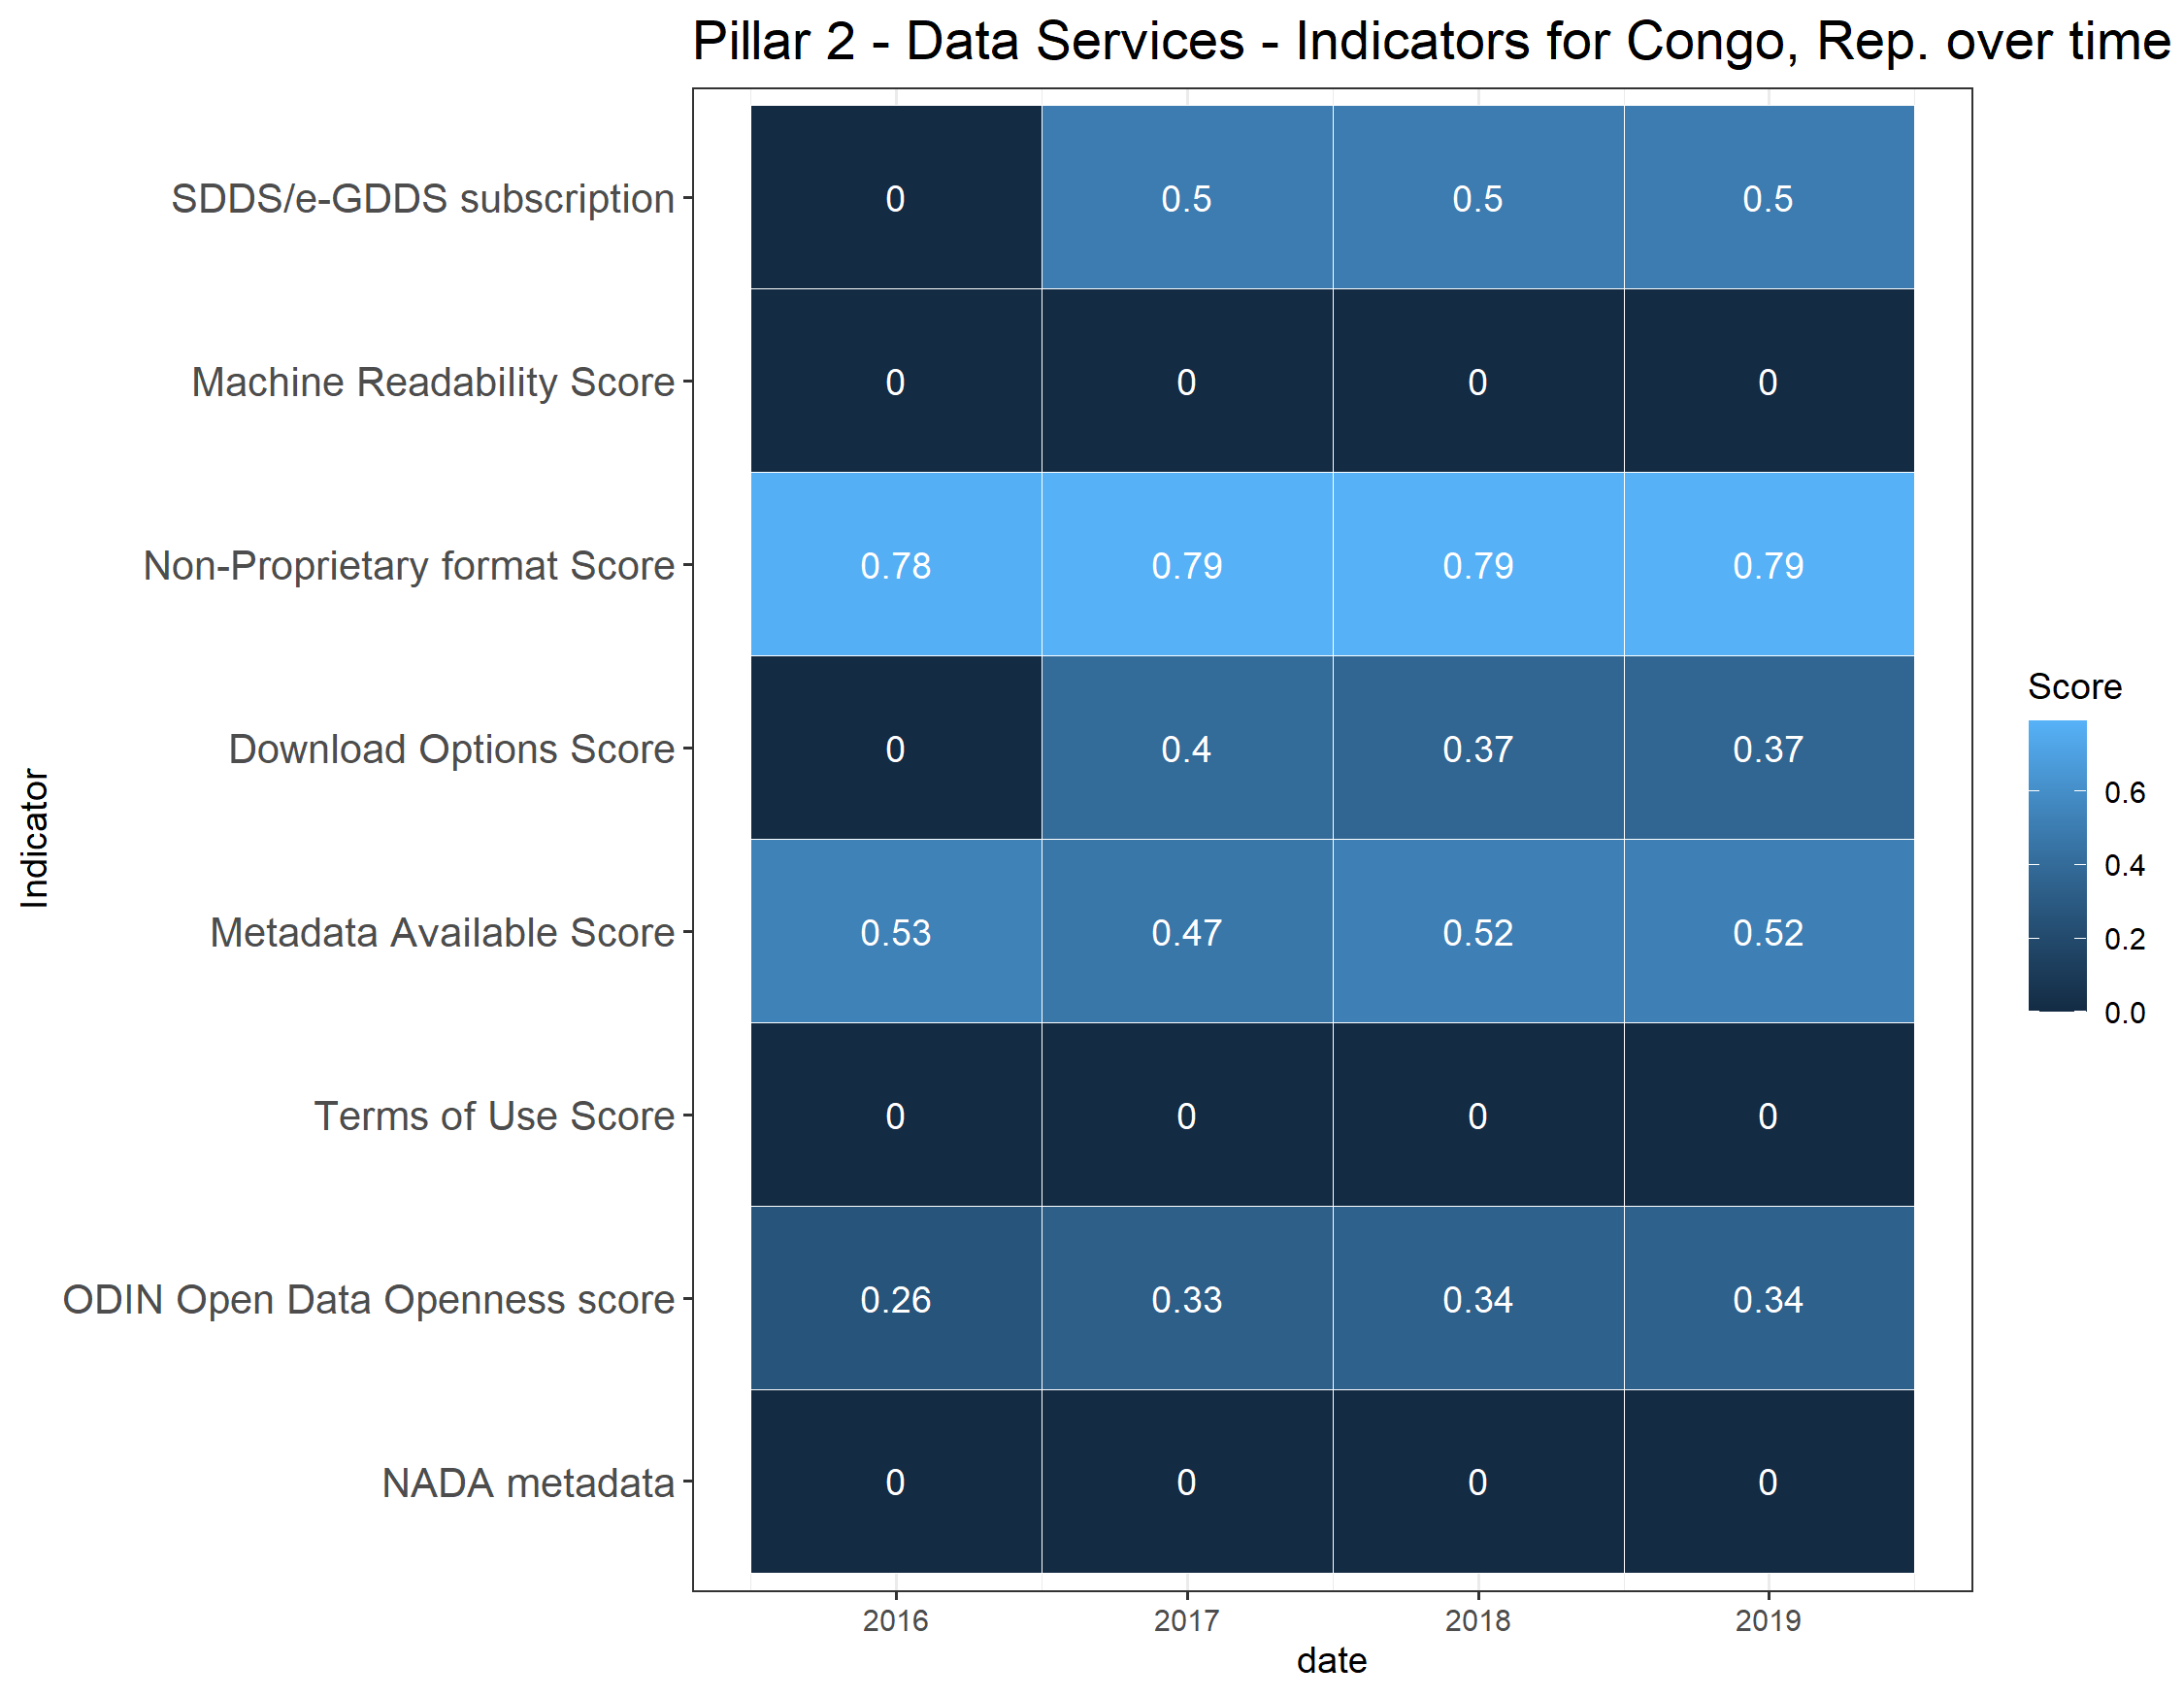 Pillar 2 - Data Services - Indicators for Congo, Rep. over time
SDDS/e-GDDS subscription 0 0.5 0.5 0.5
Machine Readability Score 0 0 0 0
Non-Proprietary format Score 0.78 0.79 0.79 0.79
Download Options Score 0 0.4 0.37 0.37
Metadata Available Score 0.53 0.47 0.52 0.52
Terms of Use Score 0 0 0 0
ODIN Open Data Openness score 0.26 0.33 0.34 0.34
NADA metadata 0 0 0 0
2016 2017 2018 2019
date
Indicator
Score
0.6
0.4
0.2
0.0